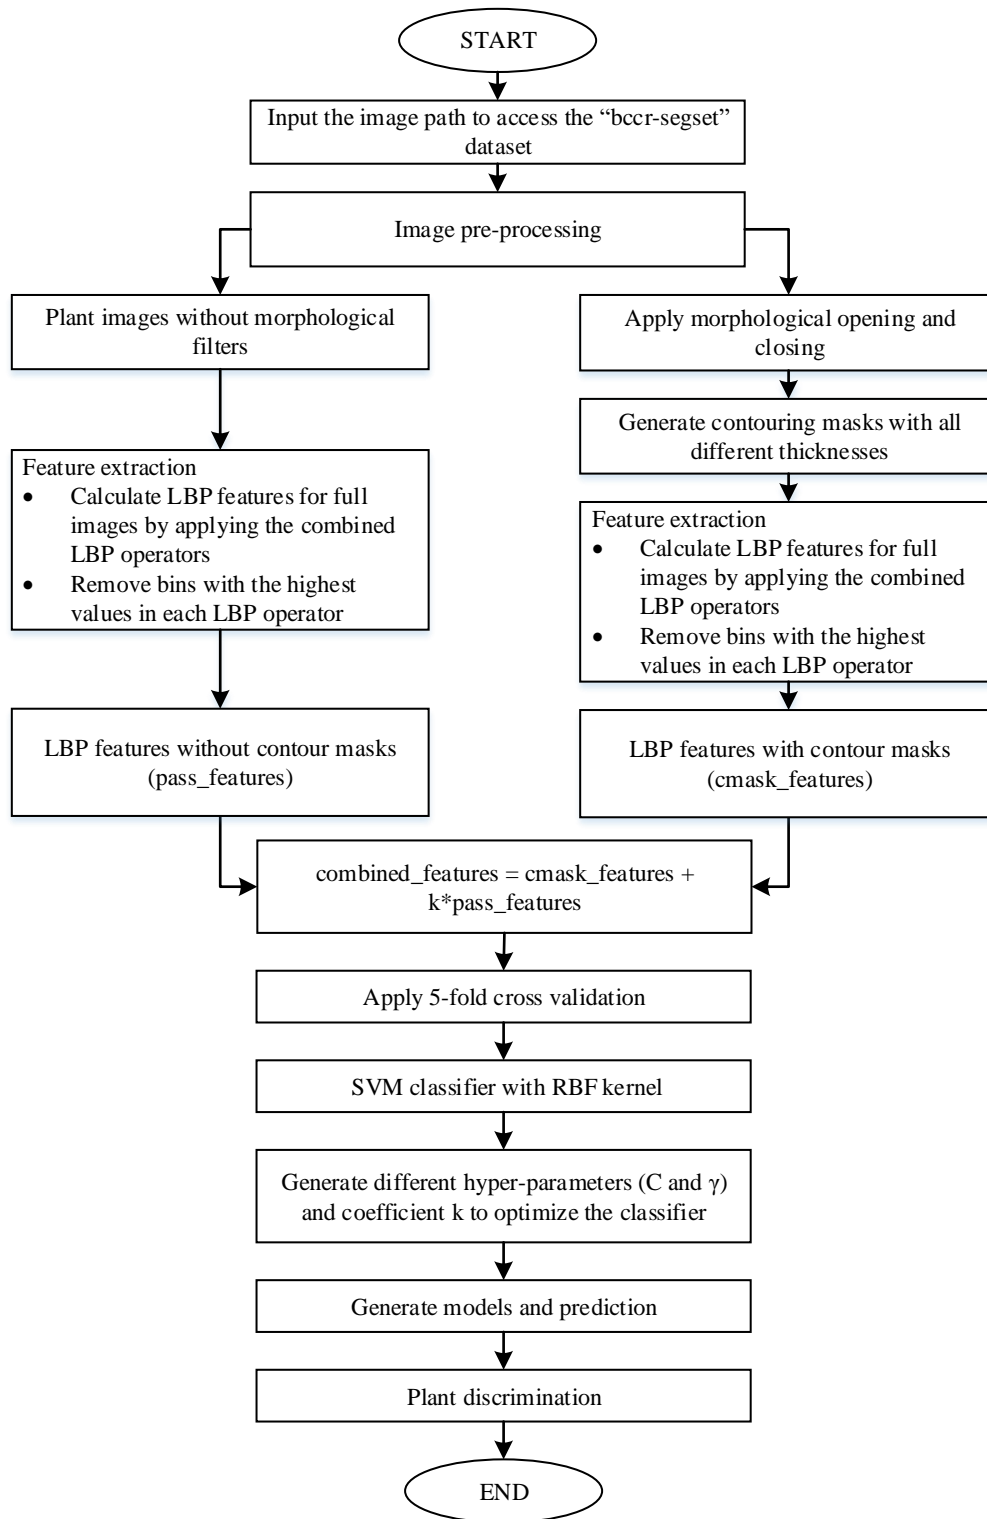 START
Input the image path to access the “bccr-segset”
dataset
Image pre-processing
Plant images without morphological
filters
Apply morphological opening and
closing
Generate contouring masks with all
different thicknesses
Feature extraction
• Calculate LBP features for full
images by applying the combined
LBP operators
• Remove bins with the highest
values in each LBP operator
Feature extraction
• Calculate LBP features for full
images by applying the combined
LBP operators
• Remove bins with the highest
values in each LBP operator
LBP features without contour masks
(pass_features)
LBP features with contour masks
(cmask_features)
combined_features = cmask_features +
k*pass_features
Apply 5-fold cross validation
SVM classifier with RBF kernel
Generate different hyper-parameters (C and γ)
and coefficient k to optimize the classifier
Generate models and prediction
Plant discrimination
END